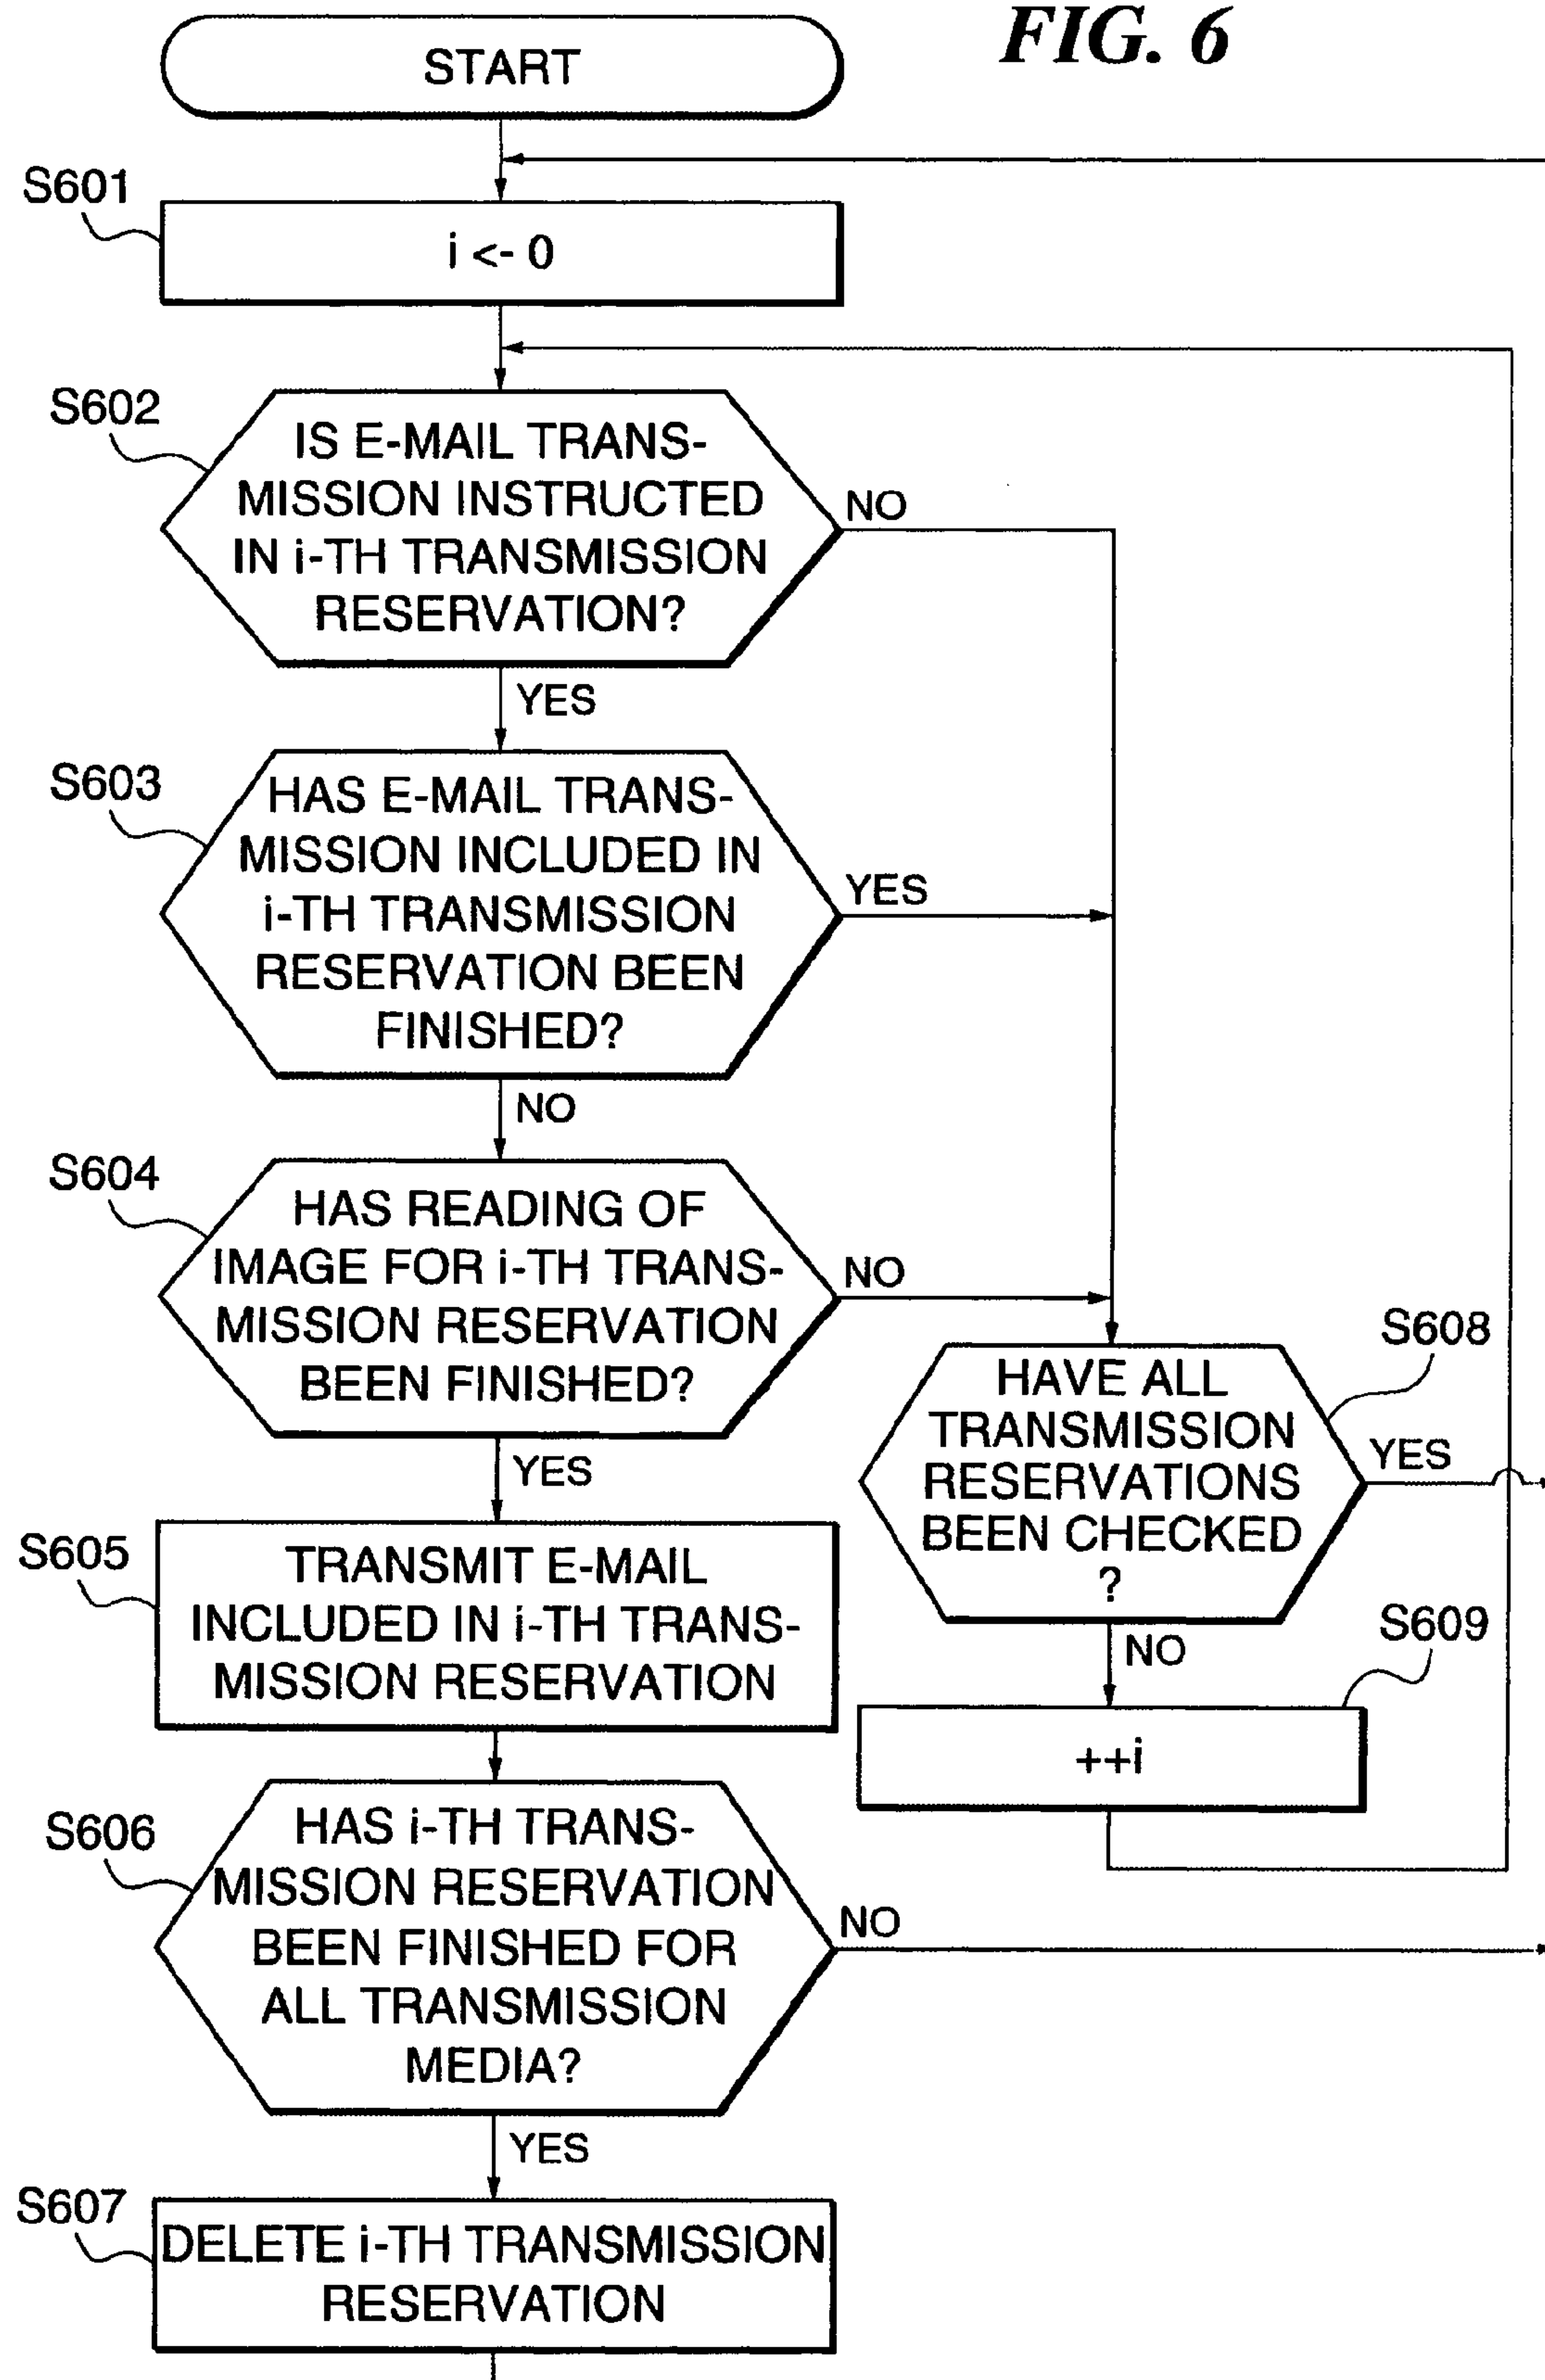 FIG. 6
START
S601
i <- 0
S602
IS E-MAIL TRANS-
MISSION INSTRUCTED
IN i-TH TRANSMISSION
RESERVATION?
NO
YES
S603
HAS E-MAIL TRANS-
MISSION INCLUDED IN
i-TH TRANSMISSION
RESERVATION BEEN
FINISHED?
YES
NO
S604
HAS READING OF
IMAGE FOR i-TH TRANS-
MISSION RESERVATION
BEEN FINISHED?
NO
YES
S605
TRANSMIT E-MAIL
INCLUDED IN i-TH TRANS-
MISSION RESERVATION
S606
HAS i-TH TRANS-
MISSION RESERVATION
BEEN FINISHED FOR
ALL TRANSMISSION
MEDIA?
NO
YES
S607
DELETE i-TH TRANSMISSION
RESERVATION
S608
HAVE ALL
TRANSMISSION
RESERVATIONS
BEEN CHECKED
?
YES
NO
S609
++i